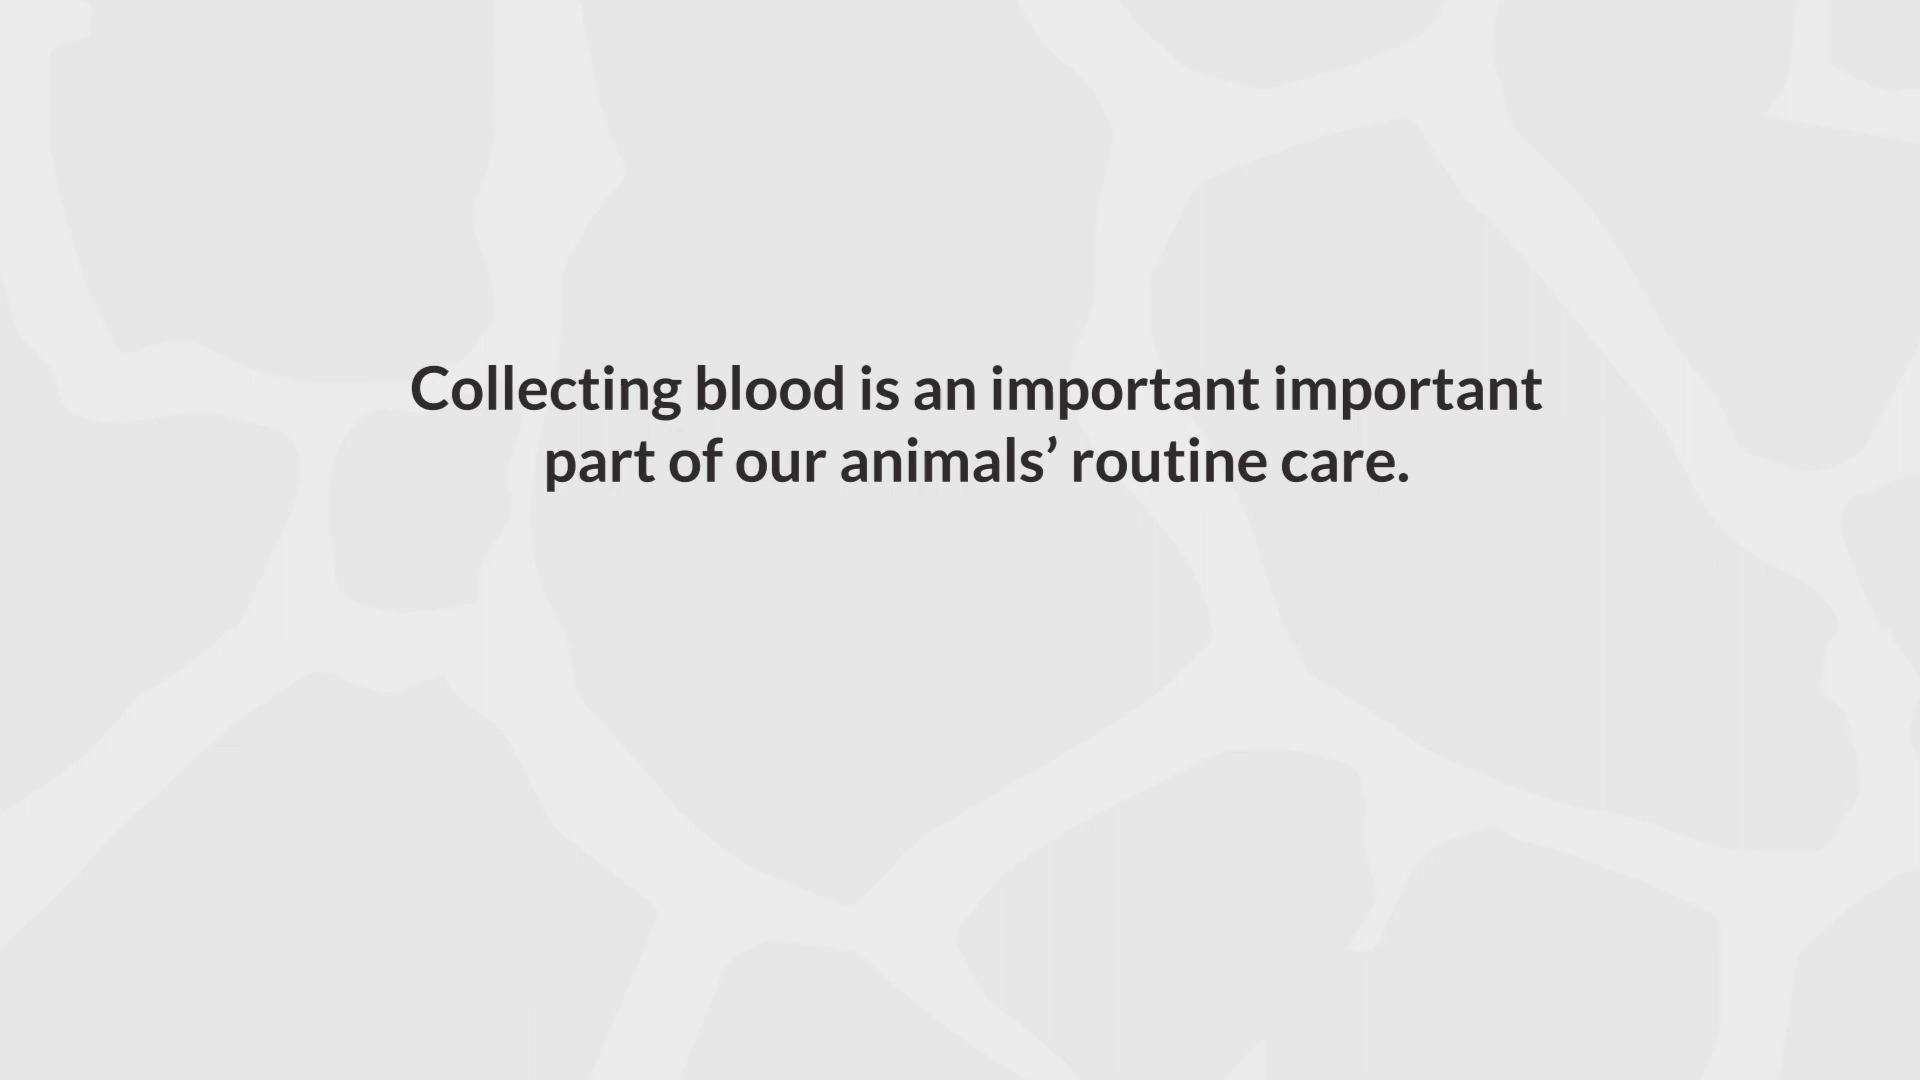 Collecting blood is an important important
part of our animals’ routine care.